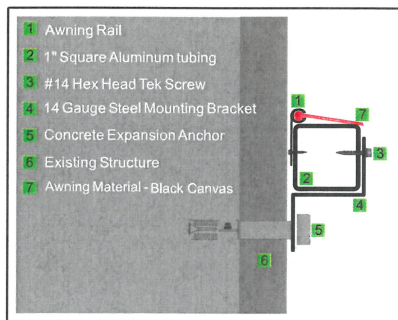 1 Awning Rail
2 1" Square Aluminum tubing
3 #14 Hex Head Tek Screw
4 14 Gauge Steel Mounting Bracket
5 Concrete Expansion Anchor
6 Existing Structure
7 Awning Material - Black Canvas
1
7
3
2
4
5
6